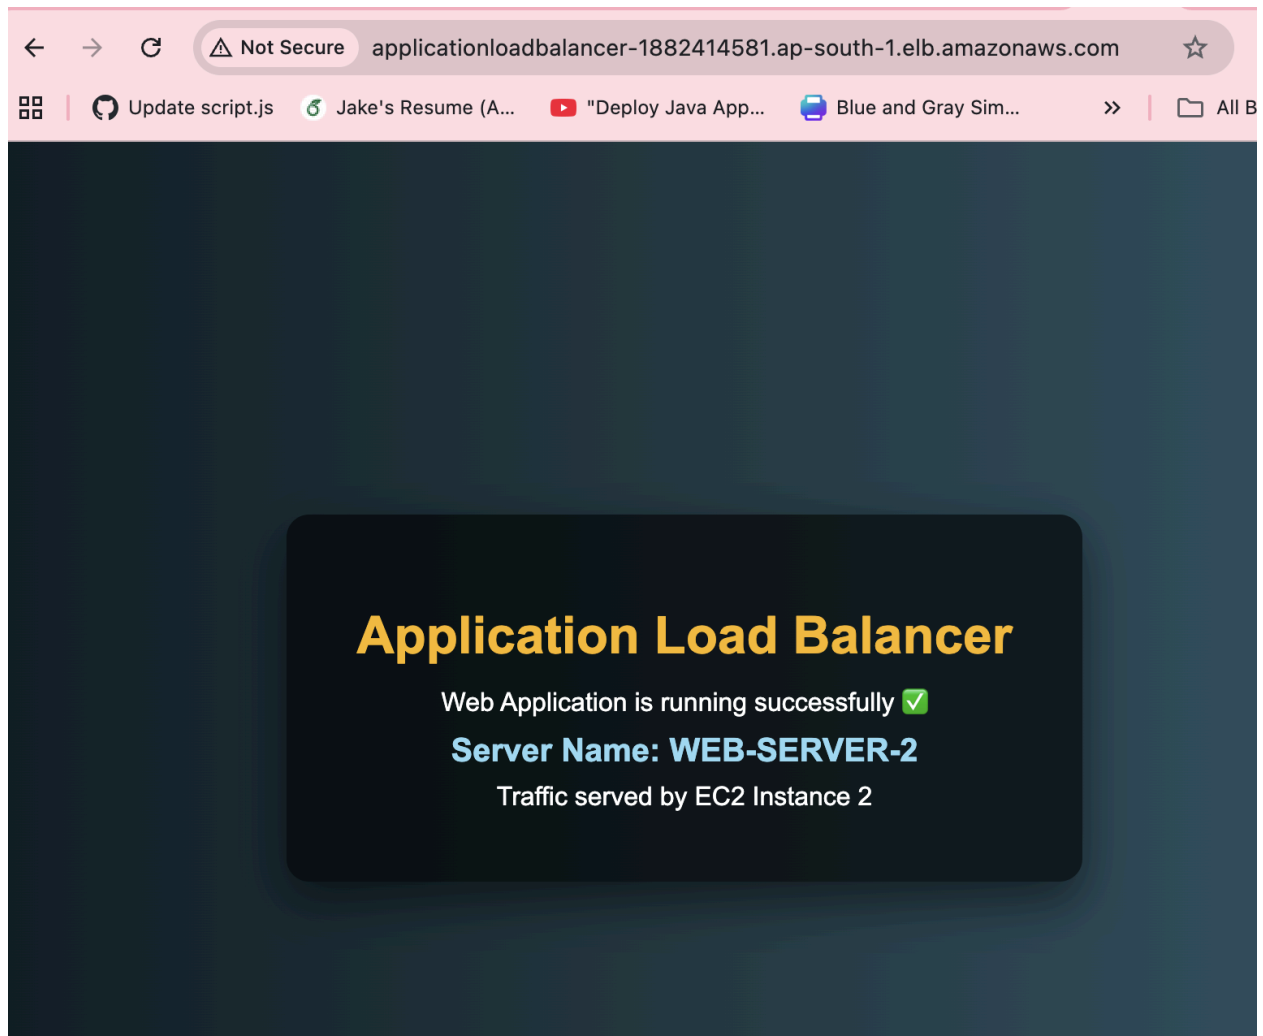 Not Secure applicationloadbalancer-1882414581.ap-south-1.elb.amazonaws.com
Update script.js Jake's Resume (A... "Deploy Java App... Blue and Gray Sim... » All B
Application Load Balancer
Web Application is running successfully ✅
Server Name: WEB-SERVER-2
Traffic served by EC2 Instance 2